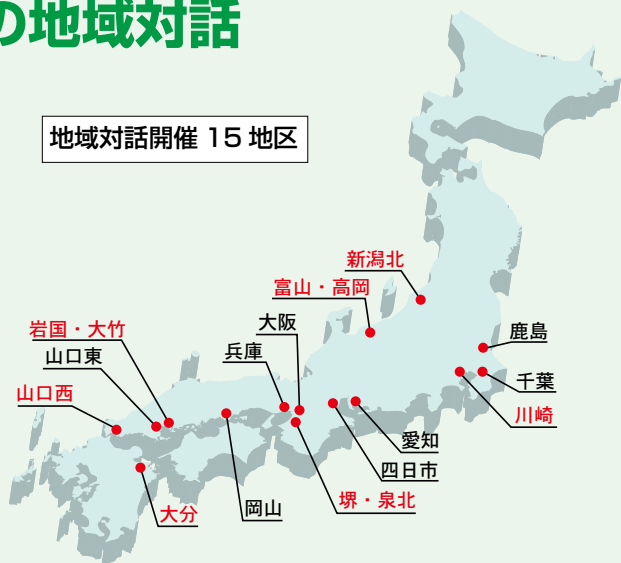 の地域対話
地域対話開催 15 地区
新潟北
富山・高岡
大阪
岩国・大竹
鹿島
山口東
兵庫
千葉
山口西
川崎
愛知
四日市
堺・泉北
岡山
大分